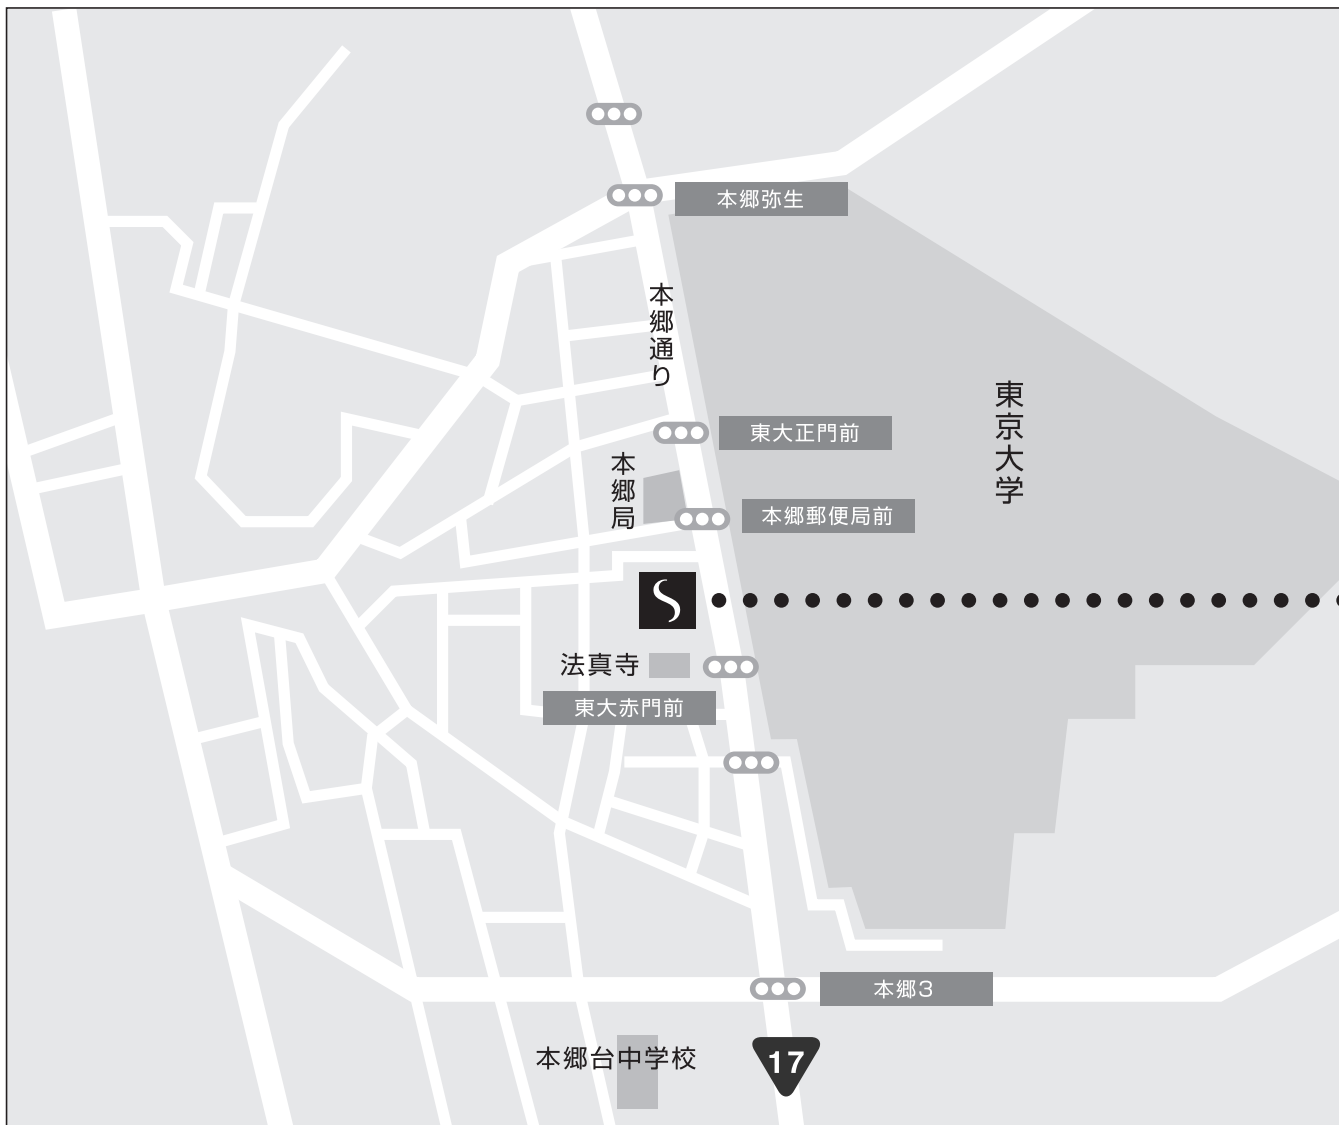 本郷弥生
本郷通り
東京大学
東大正門前
本郷局
本郷郵便局前
法真寺
東大赤門前
本郷3
本郷台中学校
17